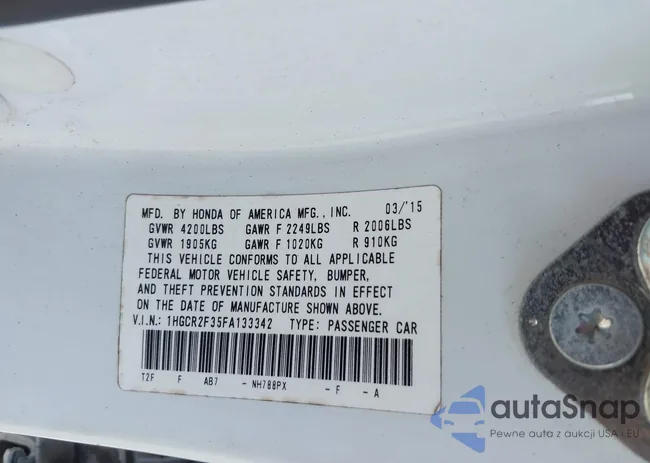 MFD. BY HONDA OF AMERICA MFG., INC. 03/'15
GVWR 4200LBS GAWR F 2249LBS R 2006LBS
GVWR 1905KG GAWR F 1020KG R 910KG
THIS VEHICLE CONFORMS TO ALL APPLICABLE
FEDERAL MOTOR VEHICLE SAFETY, BUMPER,
AND THEFT PREVENTION STANDARDS IN EFFECT
ON THE DATE OF MANUFACTURE SHOWN ABOVE.
V.I.N.: 1HGCR2F35FA133342 TYPE: PASSENGER CAR
T2F F AB7 - NH788PX - F - A
autoSnap
Pewne auta z aukcji USA i EU